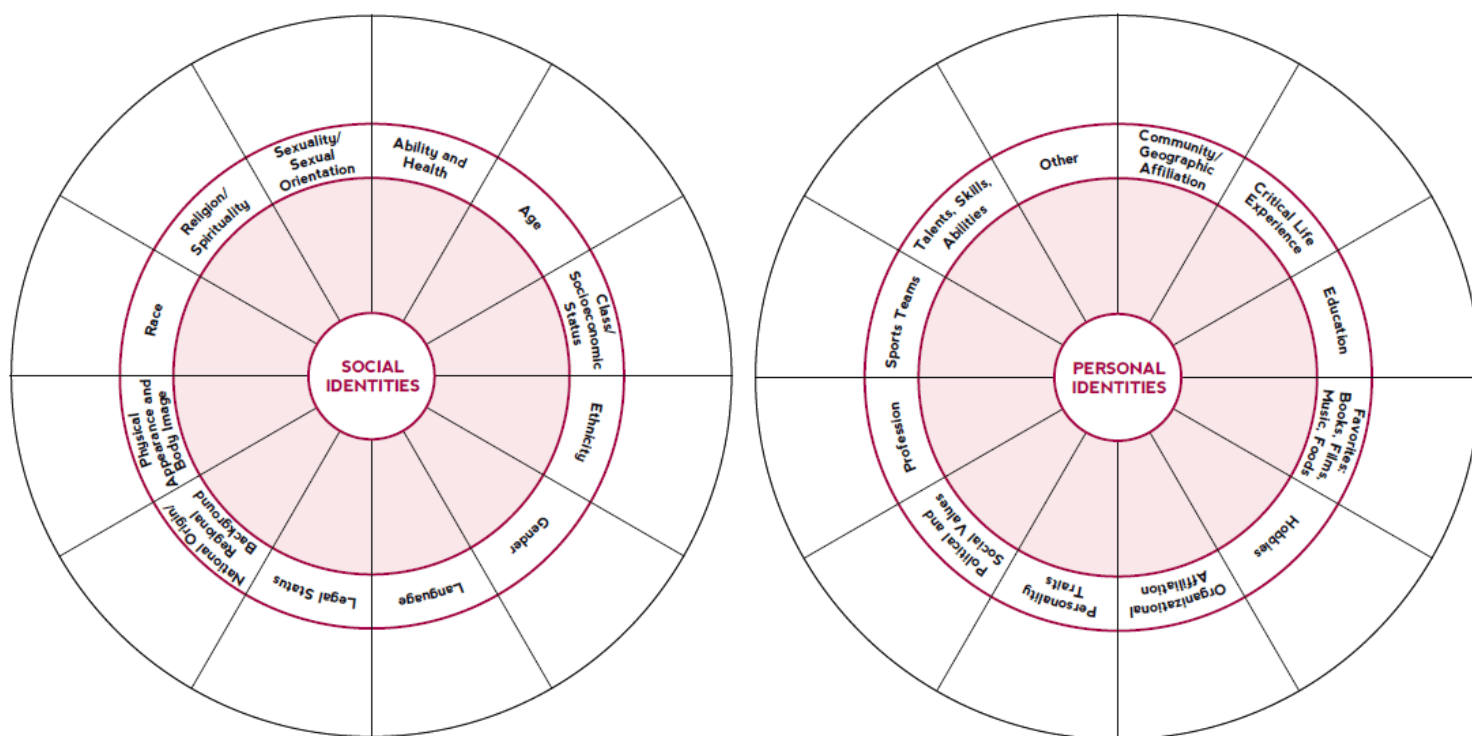 SOCIAL
IDENTITIES
Ability and
Health
Age
Class/
Socioeconomic
Status
Ethnicity
Gender
Language
Legal Status
National Origin/
Regional
Background
Physical
Appearance and
Body Image
Race
Religion/
Spirituality
Sexuality/
Sexual
Orientation
PERSONAL
IDENTITIES
Community/
Geographic
Affiliation
Critical Life
Experience
Education
Favorites:
Books, Films,
Music, Foods
Hobbies
Organizational
Affiliation
Personality
Traits
Political and
Social Values
Profession
Sports Teams
Talents, Skills,
Abilities
Other